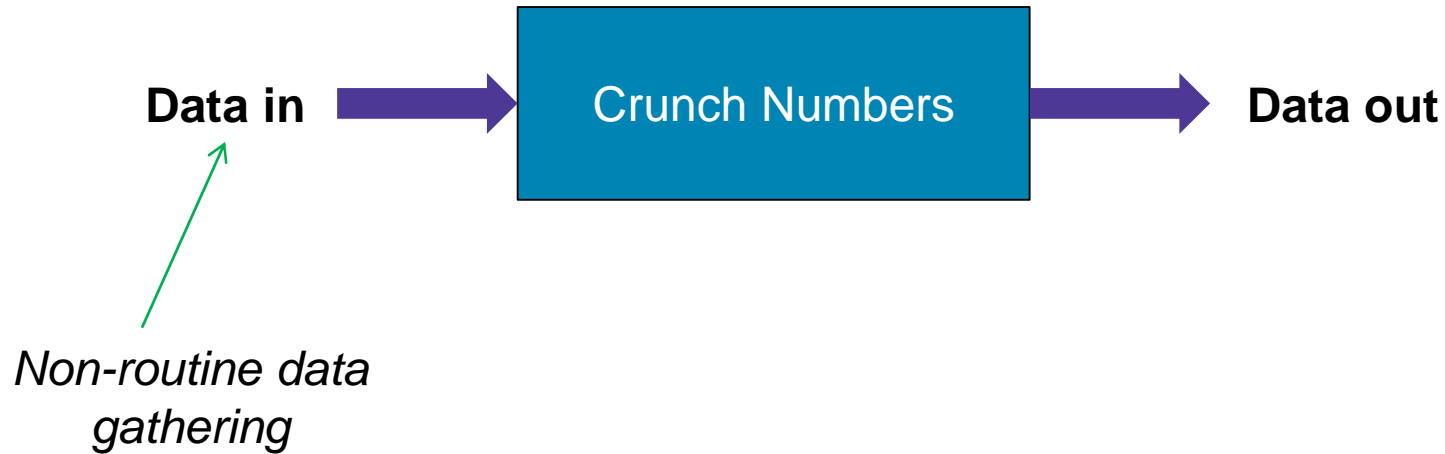 Data in
Crunch Numbers
Data out
Non-routine data
gathering